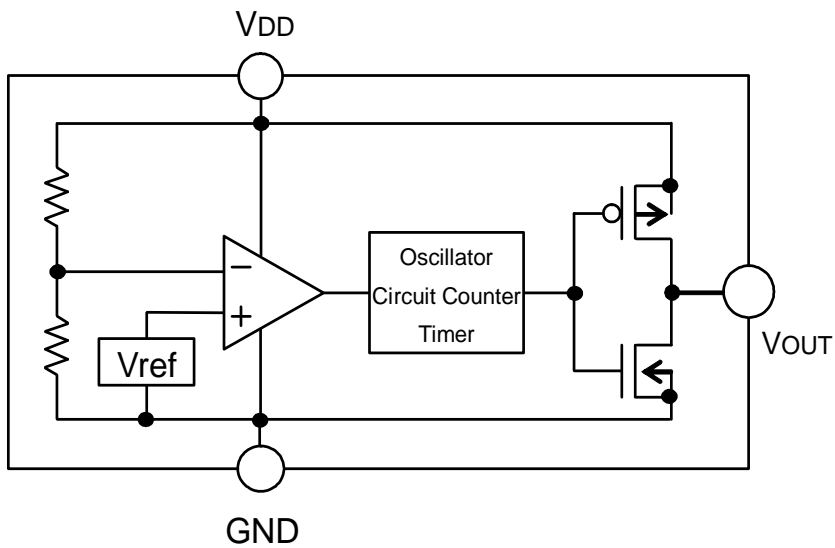 VDD
−
+
Vref
Oscillator
Circuit Counter
Timer
VOUT
GND